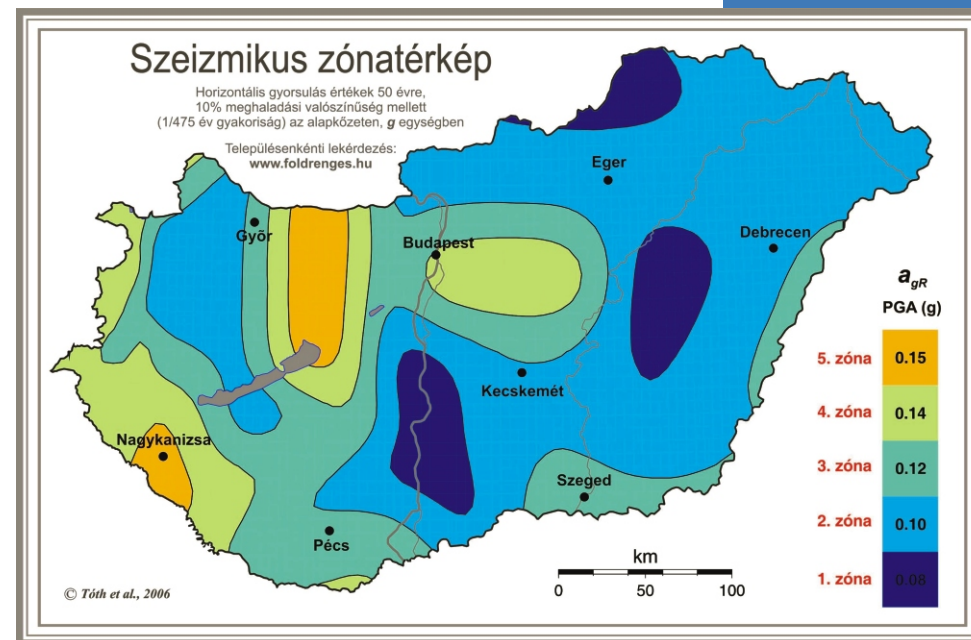 Szeizmikus zónatérkép
Horizontális gyorsulás értékek 50 évre,
10% meghaladási valószínűség mellett
(1/475 év gyakoriság) az alapkőzeten, g egységben
Településenkénti lekérdezés:
www.foldrenges.hu
Eger
Győr
Budapest
Debrecen
Kecskemét
Nagykanizsa
Szeged
Pécs
a_gR
PGA (g)
5. zóna 0.15
4. zóna 0.14
3. zóna 0.12
2. zóna 0.10
1. zóna 0.08
km
0 50 100
© Tóth et al., 2006